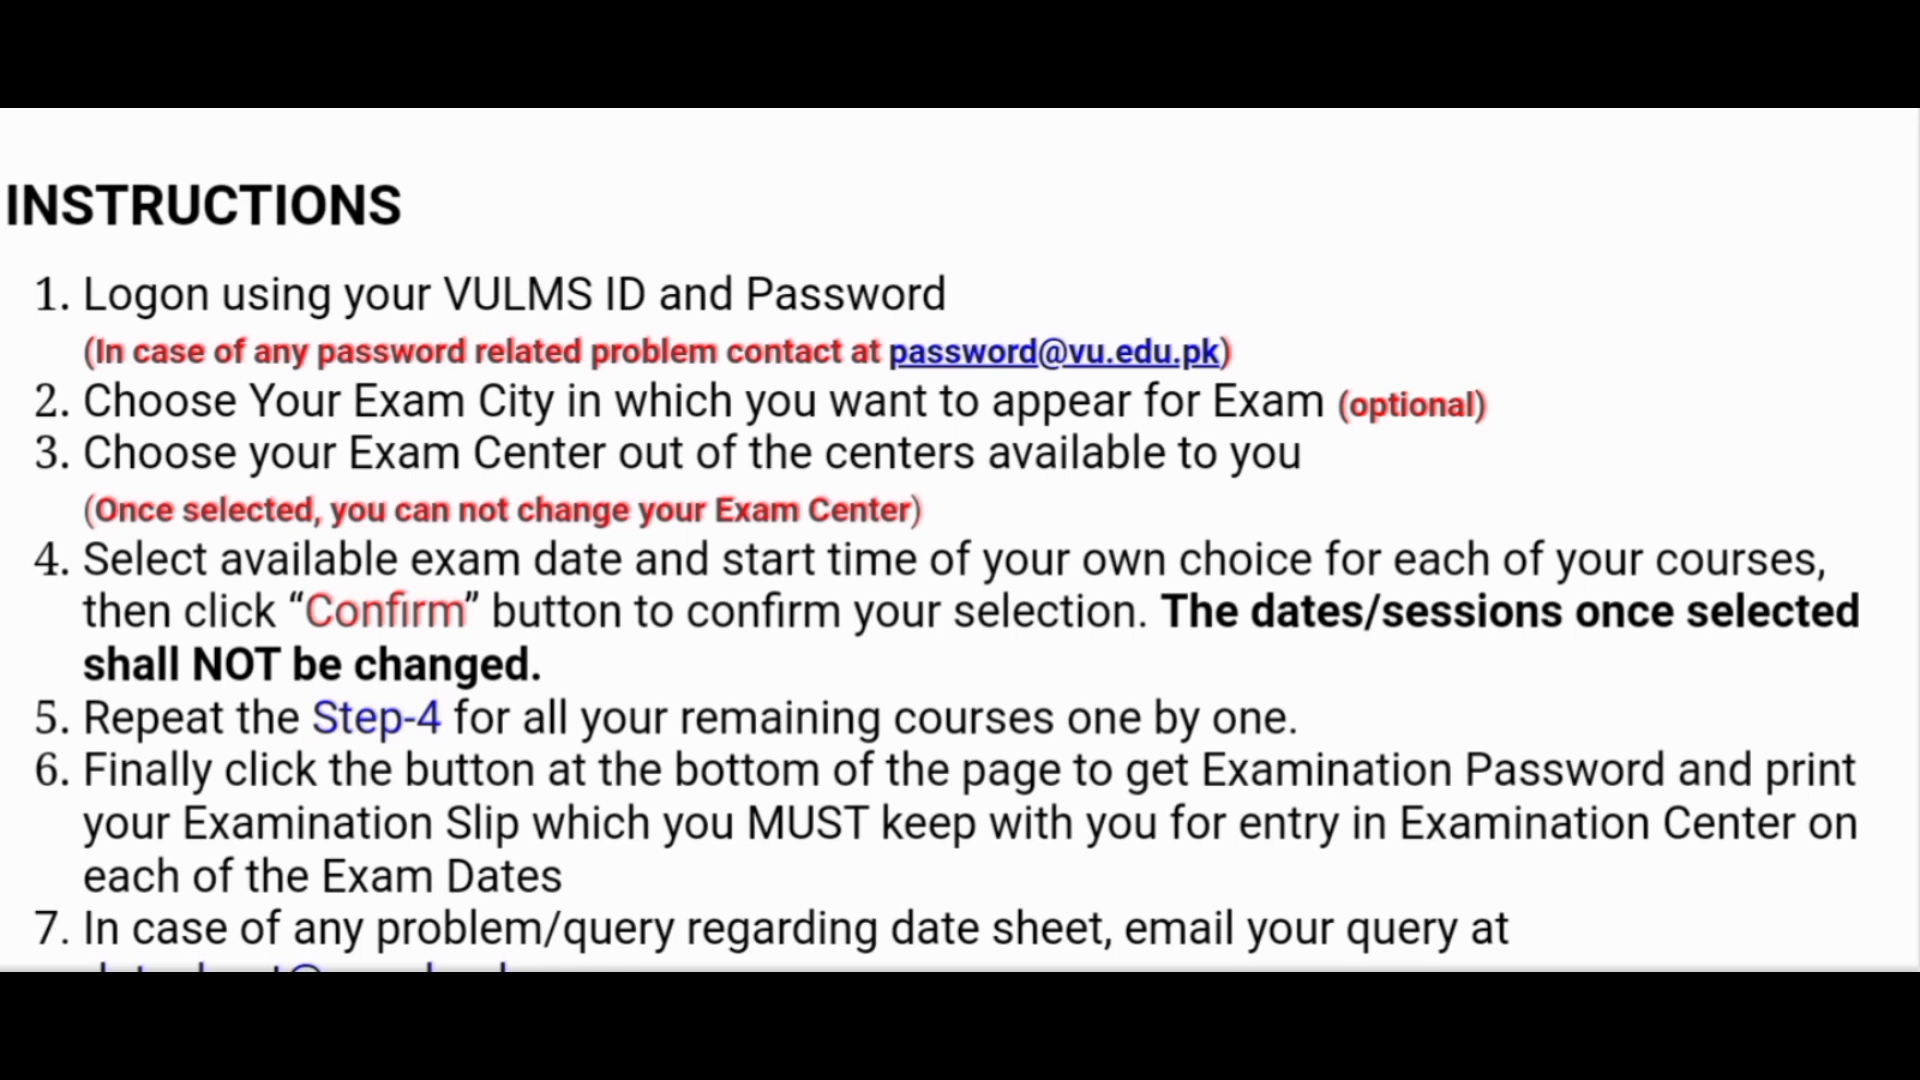 INSTRUCTIONS
1. Logon using your VULMS ID and Password
(In case of any password related problem contact at password@vu.edu.pk)
2. Choose Your Exam City in which you want to appear for Exam (optional)
3. Choose your Exam Center out of the centers available to you
(Once selected, you can not change your Exam Center)
4. Select available exam date and start time of your own choice for each of your courses,
then click “Confirm” button to confirm your selection. The dates/sessions once selected
shall NOT be changed.
5. Repeat the Step-4 for all your remaining courses one by one.
6. Finally click the button at the bottom of the page to get Examination Password and print
your Examination Slip which you MUST keep with you for entry in Examination Center on
each of the Exam Dates
7. In case of any problem/query regarding date sheet, email your query at